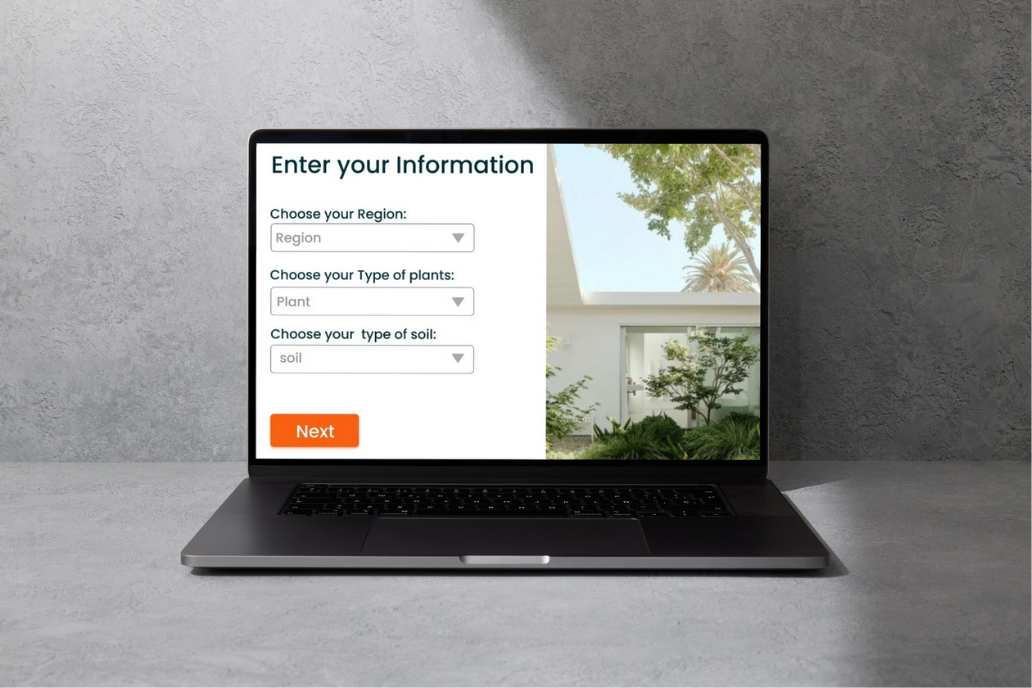 Enter your Information
Choose your Region:
Region
Choose your Type of plants:
Plant
Choose your type of soil:
soil
Next